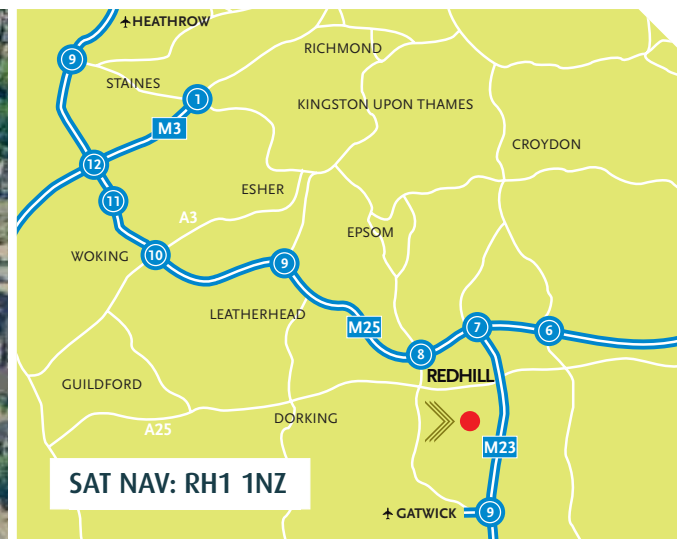 HEATHROW
9
RICHMOND
STAINES
1
KINGSTON UPON THAMES
M3
CROYDON
12
ESHER
11
A3
EPSOM
WOKING
10
9
LEATHERHEAD
M25
7
6
8
REDHILL
GUILDFORD
DORKING
A25
M23
SAT NAV: RH1 1NZ
GATWICK
9